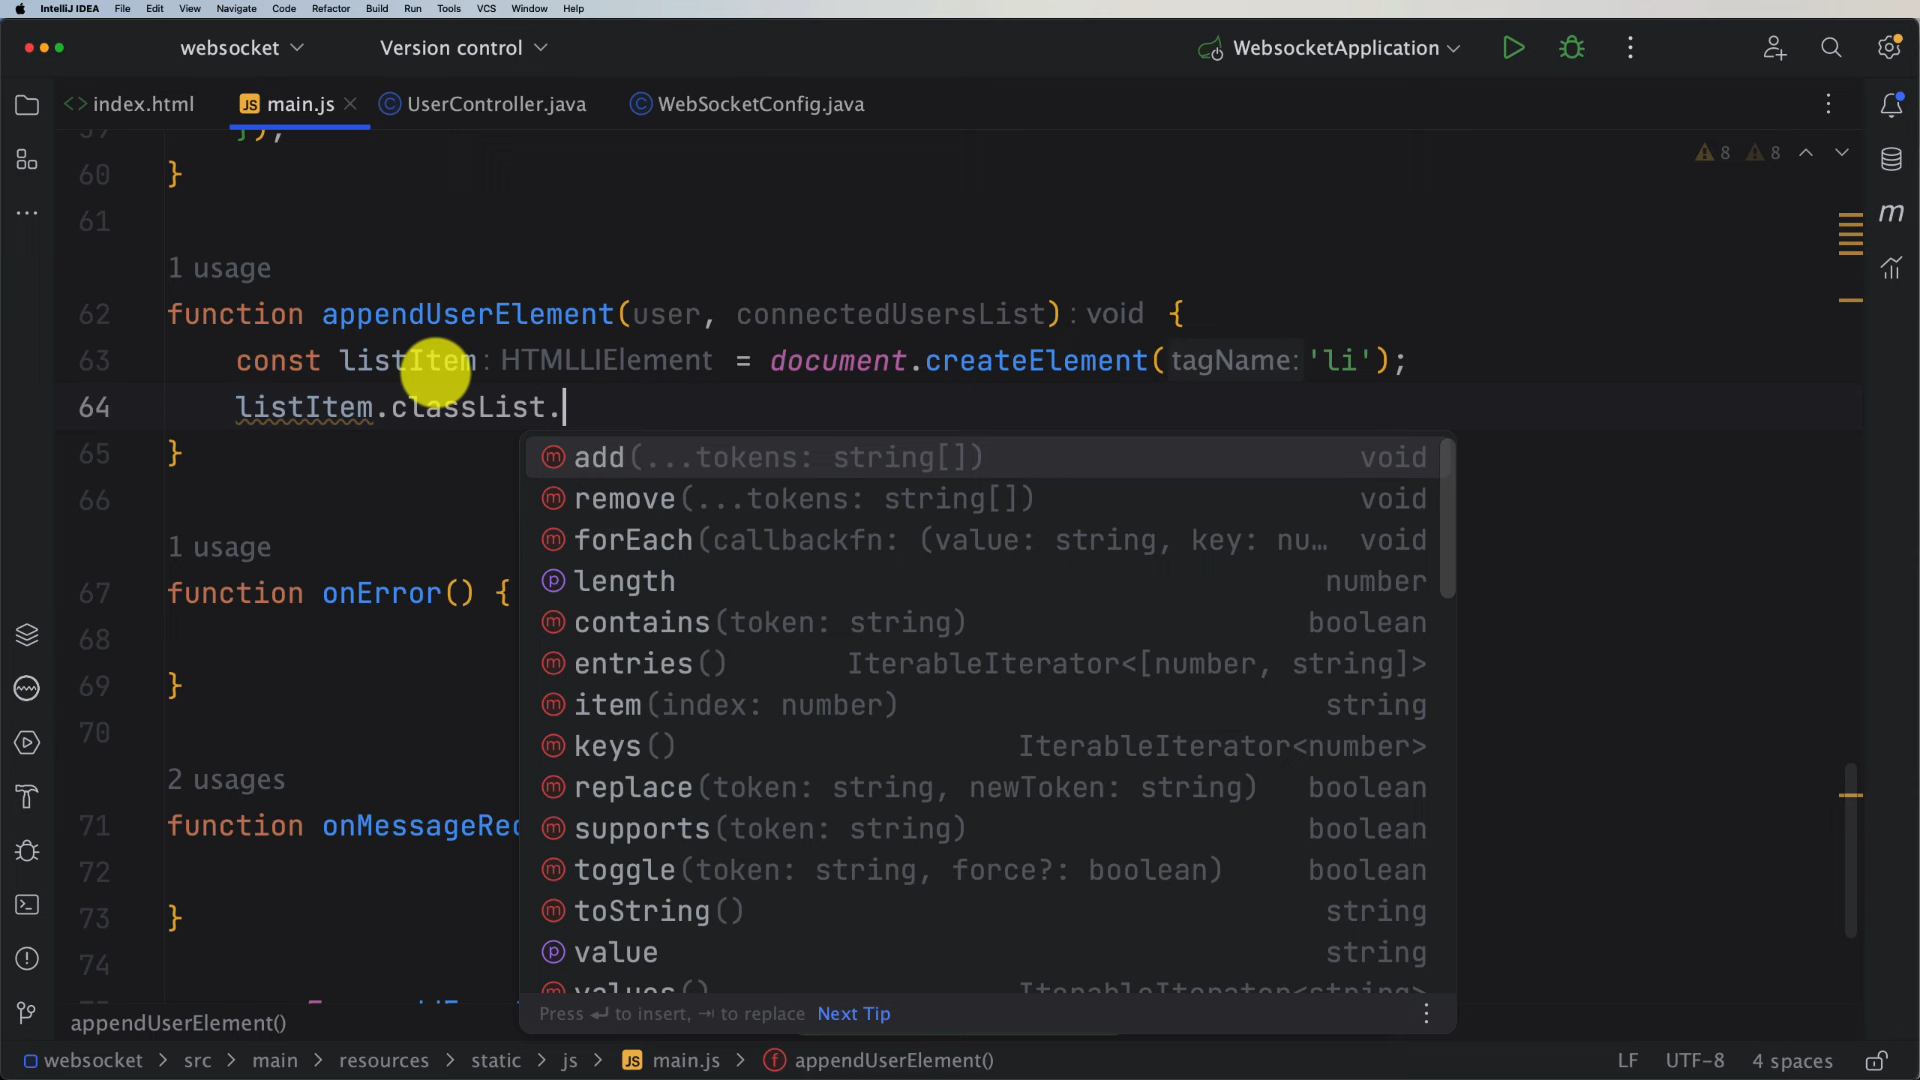 IntelliJ IDEA File Edit View Navigate Code Refactor Build Run Tools VCS Window Help
websocket Version control WebsocketApplication
index.html JS main.js UserController.java WebSocketConfig.java
});
8 8
60 }
61
1 usage
62 function appendUserElement(user, connectedUsersList) : void {
63 const listItem : HTMLLIElement = document.createElement( tagName: 'li');
64 listItem.classList.
65 }
66
1 usage
67 function onError() {
68
69 }
70
2 usages
71 function onMessageRec
72
73 }
74
m add(...tokens: string[]) void
m remove(...tokens: string[]) void
m forEach(callbackfn: (value: string, key: nu… void
p length number
m contains(token: string) boolean
m entries() IterableIterator<[number, string]>
m item(index: number) string
m keys() IterableIterator<number>
m replace(token: string, newToken: string) boolean
m supports(token: string) boolean
m toggle(token: string, force?: boolean) boolean
m toString() string
p value string
m values() IterableIterator<string>
Press ↵ to insert, ⇥ to replace Next Tip
appendUserElement()
websocket > src > main > resources > static > js > JS main.js > f appendUserElement() LF UTF-8 4 spaces